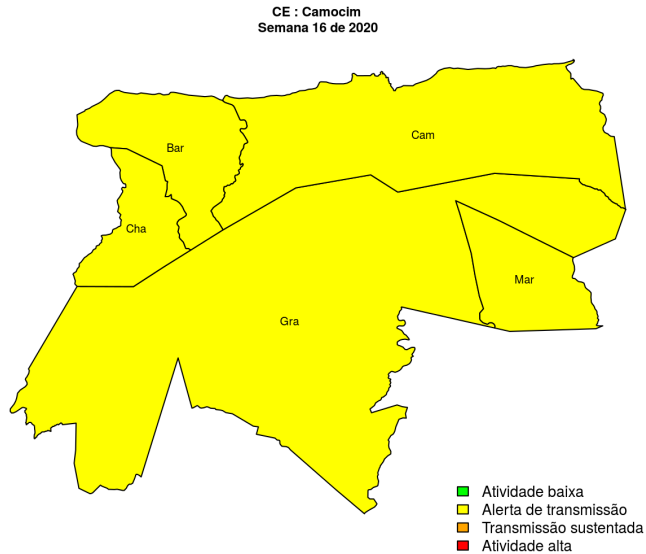 CE : Camocim
Semana 16 de 2020
Cam
Bar
Cha
Mar
Gra
Atividade baixa
Alerta de transmissão
Transmissão sustentada
Atividade alta